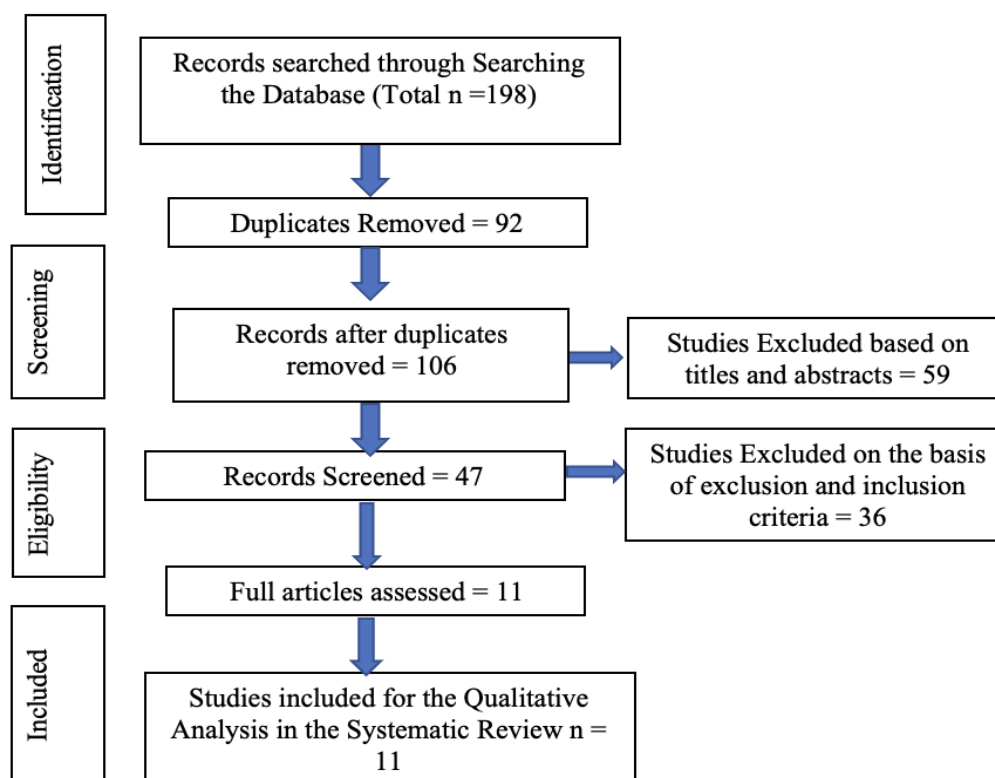 Identification
Records searched through Searching
the Database (Total n =198)
Duplicates Removed = 92
Screening
Records after duplicates
removed = 106
Studies Excluded based on
titles and abstracts = 59
Eligibility
Records Screened = 47
Studies Excluded on the basis
of exclusion and inclusion
criteria = 36
Full articles assessed = 11
Included
Studies included for the Qualitative
Analysis in the Systematic Review n =
11